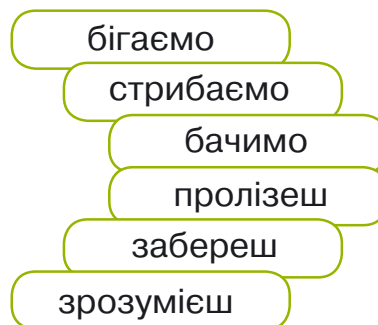 бігаємо
стрибаємо
бачимо
пролізеш
забереш
зрозумієш